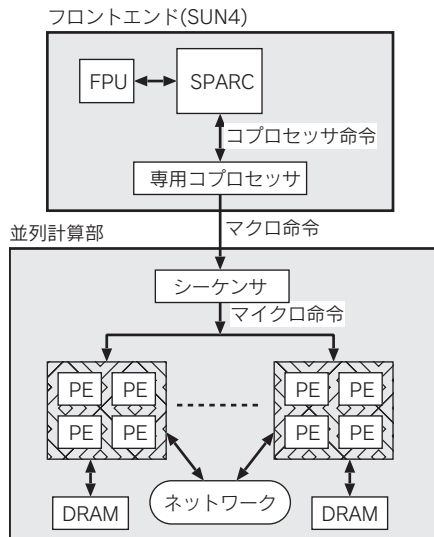 フロントエンド(SUN4)
FPU
SPARC
コプロセッサ命令
専用コプロセッサ
マクロ命令
並列計算部
シーケンサ
マイクロ命令
PE PE PE PE
PE PE PE PE
DRAM
ネットワーク
DRAM